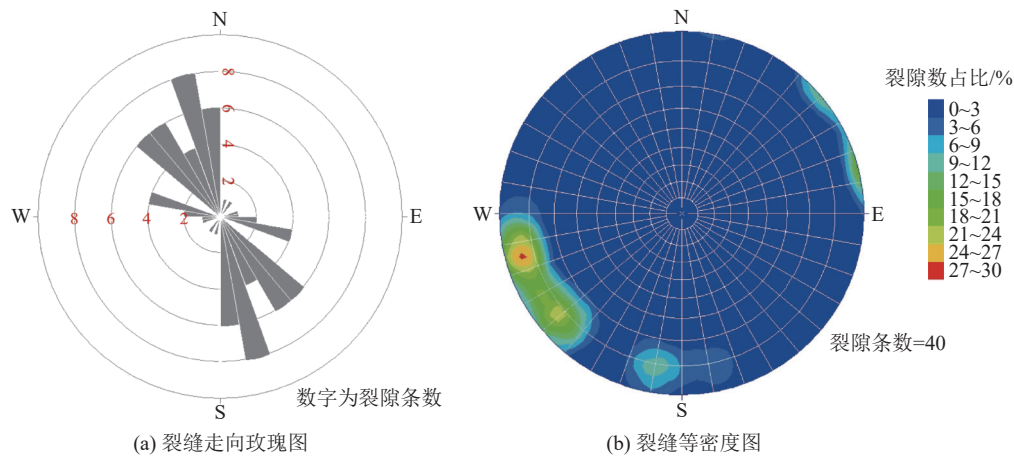 N
8
6
4
2
W
8
6
4
2
E
S
数字为裂隙条数
(a) 裂缝走向玫瑰图
N
W
E
S
裂隙数占比/%
0~3
3~6
6~9
9~12
12~15
15~18
18~21
21~24
24~27
27~30
裂隙条数=40
(b) 裂缝等密度图